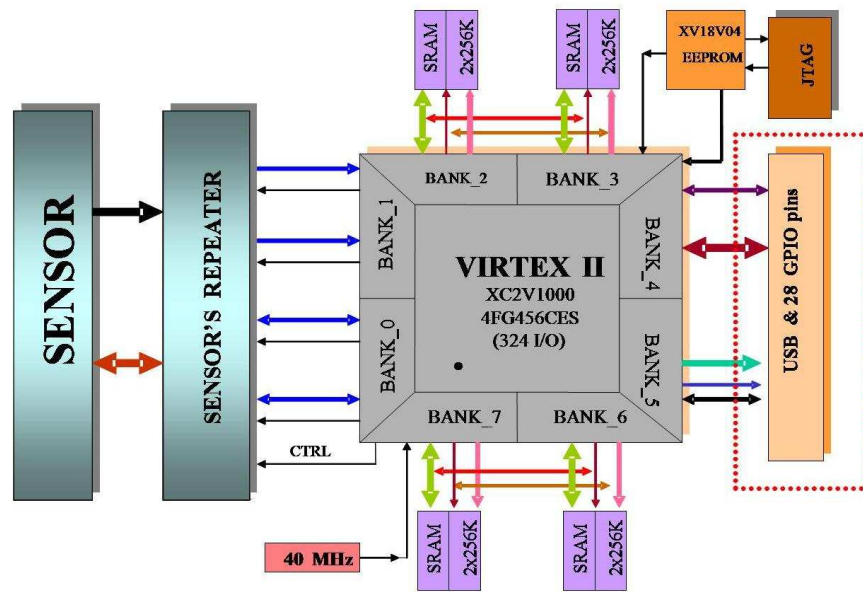 SRAM
2x256K
SRAM
2x256K
XV18V04
EEPROM
JTAG
SENSOR
SENSOR'S REPEATER
BANK_2
BANK_3
BANK_1
BANK_4
VIRTEX II
XC2V1000
4FG456CES
(324 I/O)
USB & 28 GPIO pins
BANK_0
BANK_5
BANK_7
BANK_6
CTRL
SRAM
2x256K
SRAM
2x256K
40 MHz